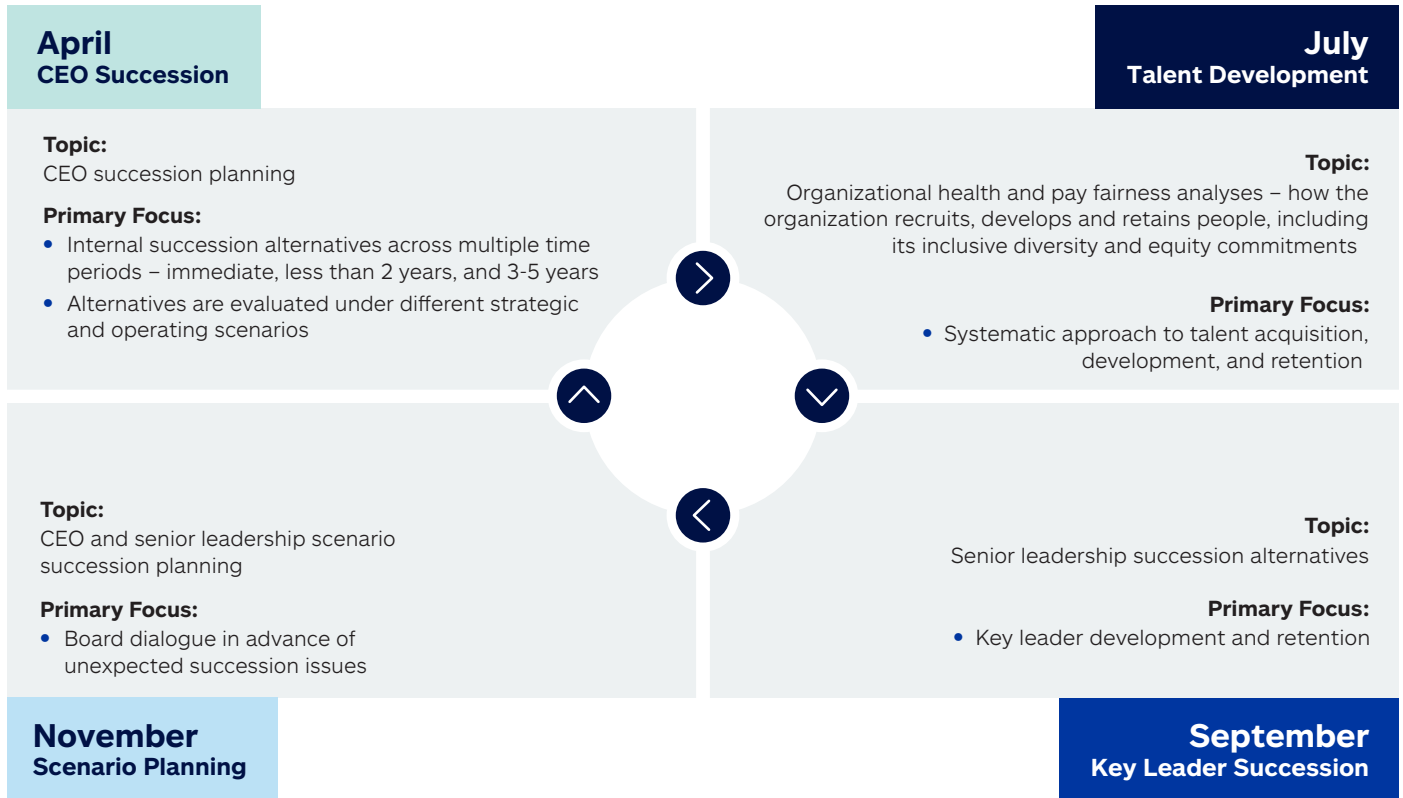 April
CEO Succession
Topic:
CEO succession planning
Primary Focus:
• Internal succession alternatives across multiple time
periods – immediate, less than 2 years, and 3-5 years
• Alternatives are evaluated under different strategic
and operating scenarios
July
Talent Development
Topic:
Organizational health and pay fairness analyses – how the
organization recruits, develops and retains people, including
its inclusive diversity and equity commitments
Primary Focus:
• Systematic approach to talent acquisition,
development, and retention
Topic:
CEO and senior leadership scenario
succession planning
Primary Focus:
• Board dialogue in advance of
unexpected succession issues
November
Scenario Planning
Topic:
Senior leadership succession alternatives
Primary Focus:
• Key leader development and retention
September
Key Leader Succession